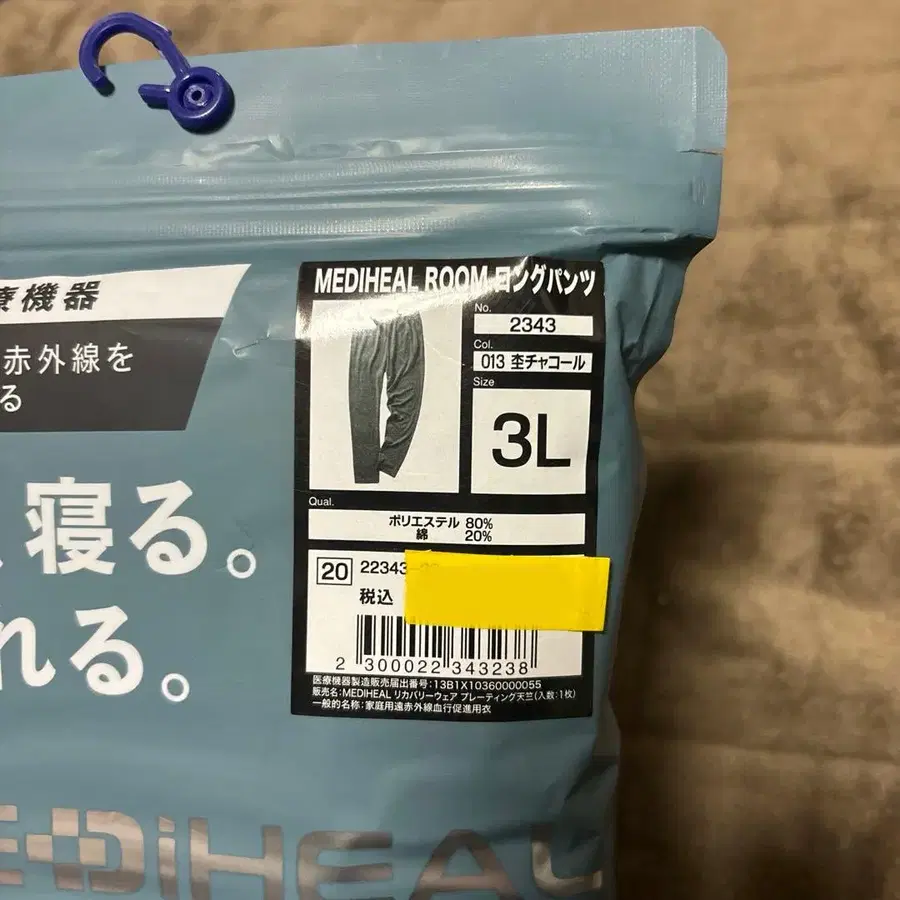 療機器
赤外線を
る
寝る。
れる。
MEDIHEAL ROOM ロングパンツ
No.
2343
Col.
013 杢チャコール
Size
3L
Qual.
ポリエステル 80%
綿 20%
20 22343
税込
2 300022 343238
医療機器製造販売届出番号:13B1X10360000055
販売名:MEDIHEAL リカバリーウェア プレーティング天竺(入数:1枚)
一般的名称:家庭用遠赤外線血行促進用衣
MEDiHEAL